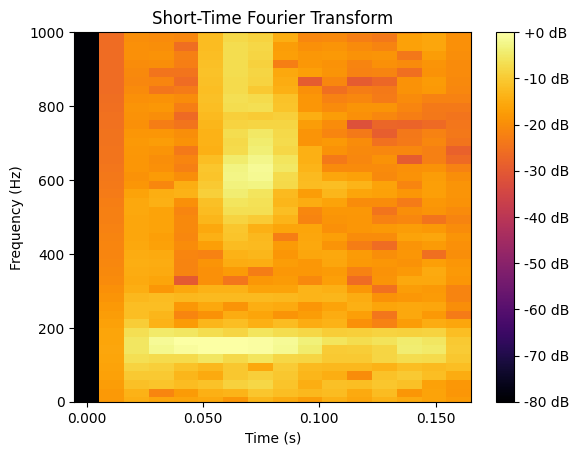 Short-Time Fourier Transform
1000
800
600
400
200
0
Frequency (Hz)
0.000
0.050
0.100
0.150
Time (s)
+0 dB
-10 dB
-20 dB
-30 dB
-40 dB
-50 dB
-60 dB
-70 dB
-80 dB